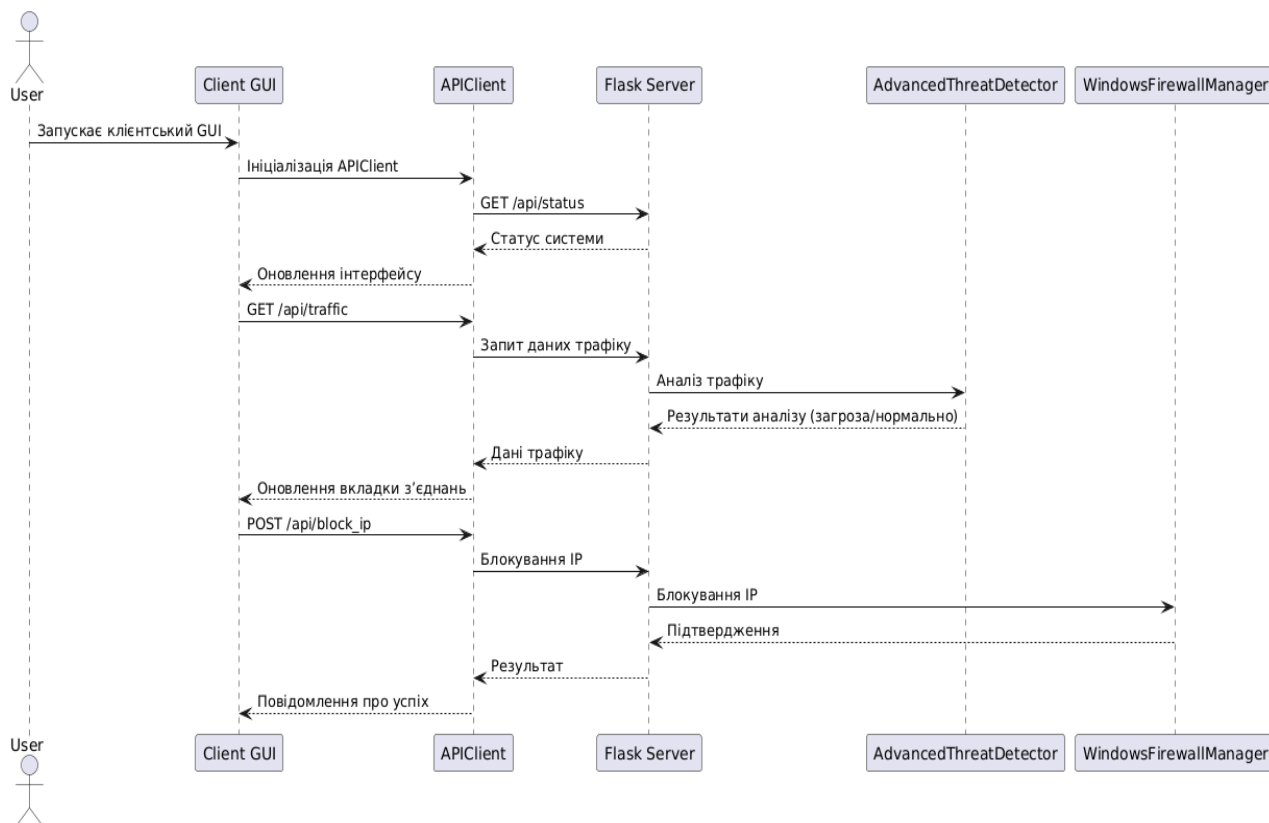 User
Client GUI
APIClient
Flask Server
AdvancedThreatDetector
WindowsFirewallManager
Запускає клієнтський GUI
Ініціалізація APIClient
GET /api/status
Статус системи
Оновлення інтерфейсу
GET /api/traffic
Запит даних трафіку
Аналіз трафіку
Результати аналізу (загроза/нормально)
Дані трафіку
Оновлення вкладки з’єднань
POST /api/block_ip
Блокування IP
Блокування IP
Підтвердження
Результат
Повідомлення про успіх
User
Client GUI
APIClient
Flask Server
AdvancedThreatDetector
WindowsFirewallManager